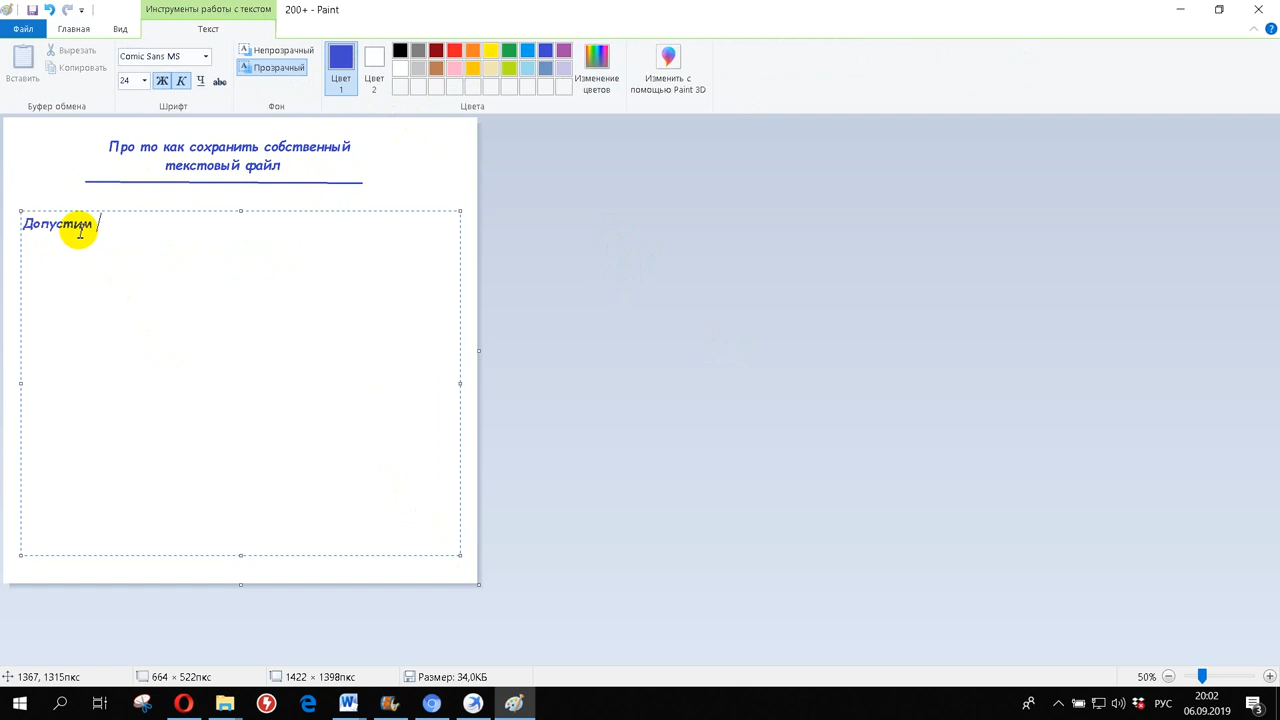 Инструменты работы с текстом
200+ - Paint
Файл
Главная
Вид
Текст
Вставить
Вырезать
Копировать
Буфер обмена
Comic Sans MS
24
Ж К Ч abc
Шрифт
Непрозрачный
Прозрачный
Фон
Цвет 1
Цвет 2
Изменение цветов
Цвета
Изменить с помощью Paint 3D
Про то как сохранить собственный
текстовый файл
Допустим
1367, 1315пкс
664 × 522пкс
1422 × 1398пкс
Размер: 34,0КБ
50%
РУС
20:02
06.09.2019
3